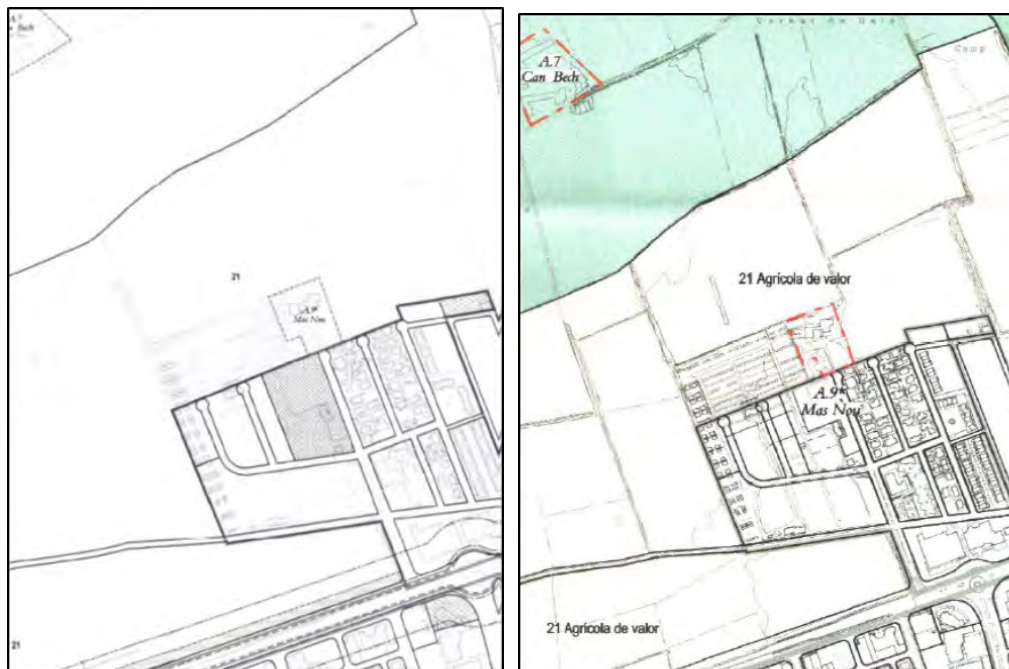 A.7
Bech
21
A.9*
Mas Nou
21
Camp
A.7
Can Bech
21 Agrícola de valor
A.9*
Mas Nou
21 Agrícola de valor